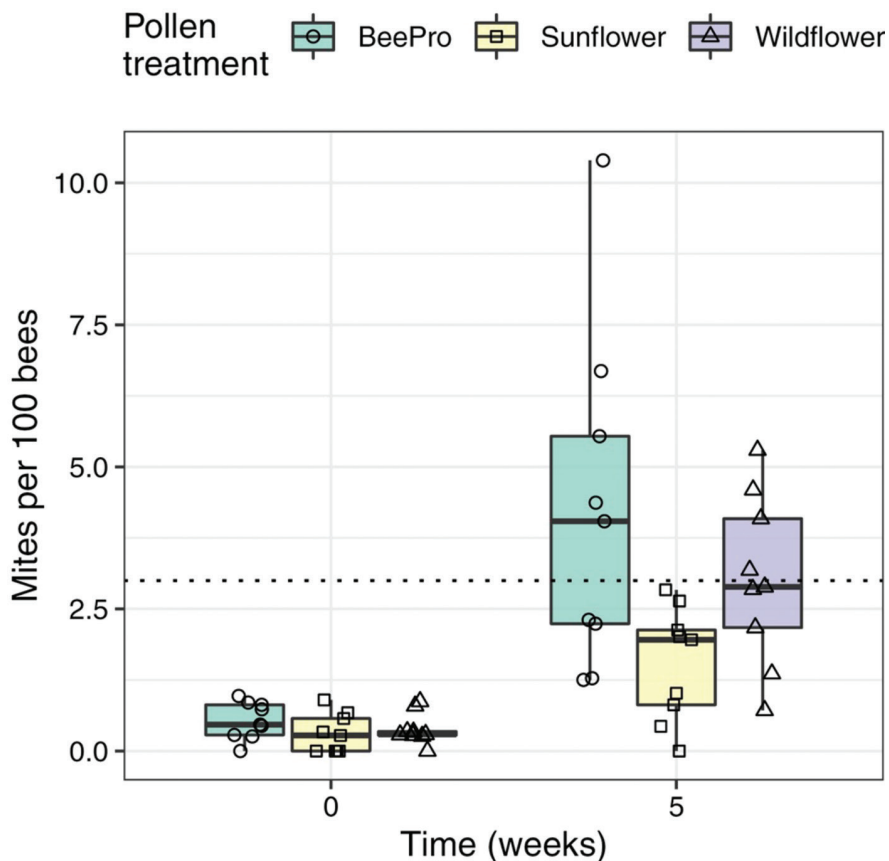 Pollen
treatment
BeePro
Sunflower
Wildflower
Mites per 100 bees
10.0
7.5
5.0
2.5
0.0
0
5
Time (weeks)